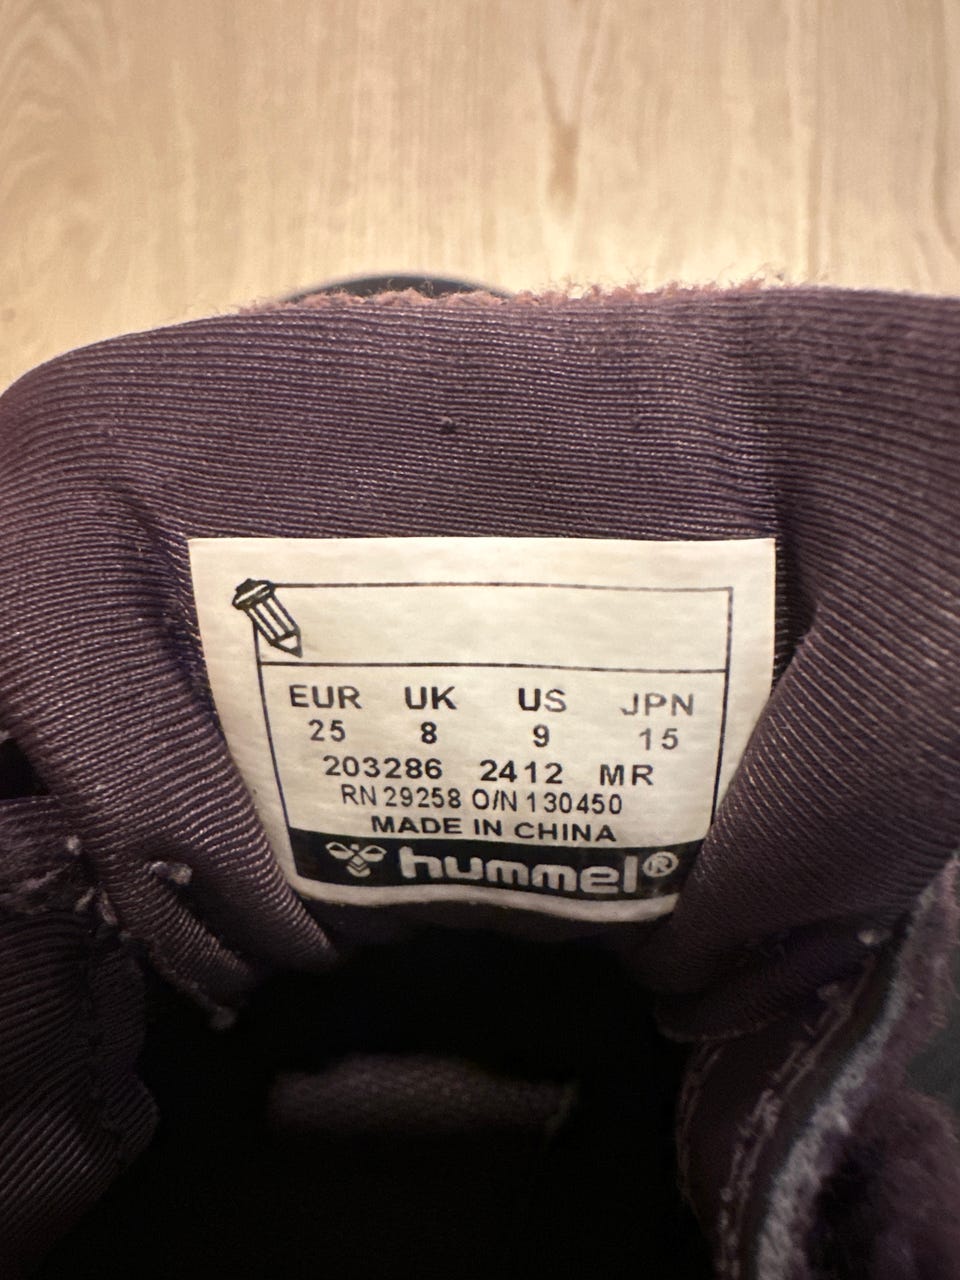 EUR UK US JPN
25 8 9 15
203286 2412 MR
RN 29258 O/N 130450
MADE IN CHINA
hummel®